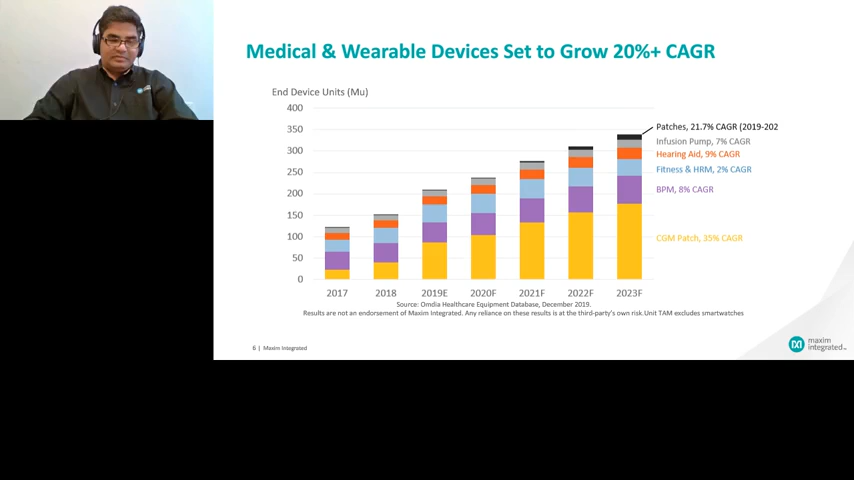 Medical & Wearable Devices Set to Grow 20%+ CAGR
End Device Units (Mu)
400
350
300
250
200
150
100
50
0
2017 2018 2019E 2020F 2021F 2022F 2023F
Patches, 21.7% CAGR (2019-202
Infusion Pump, 7% CAGR
Hearing Aid, 9% CAGR
Fitness & HRM, 2% CAGR
BPM, 8% CAGR
CGM Patch, 35% CAGR
Source: Omdia Healthcare Equipment Database, December 2019.
Results are not an endorsement of Maxim Integrated. Any reliance on these results is at the third-party's own risk.Unit TAM excludes smartwatches
6 | Maxim Integrated
maxim
integrated™